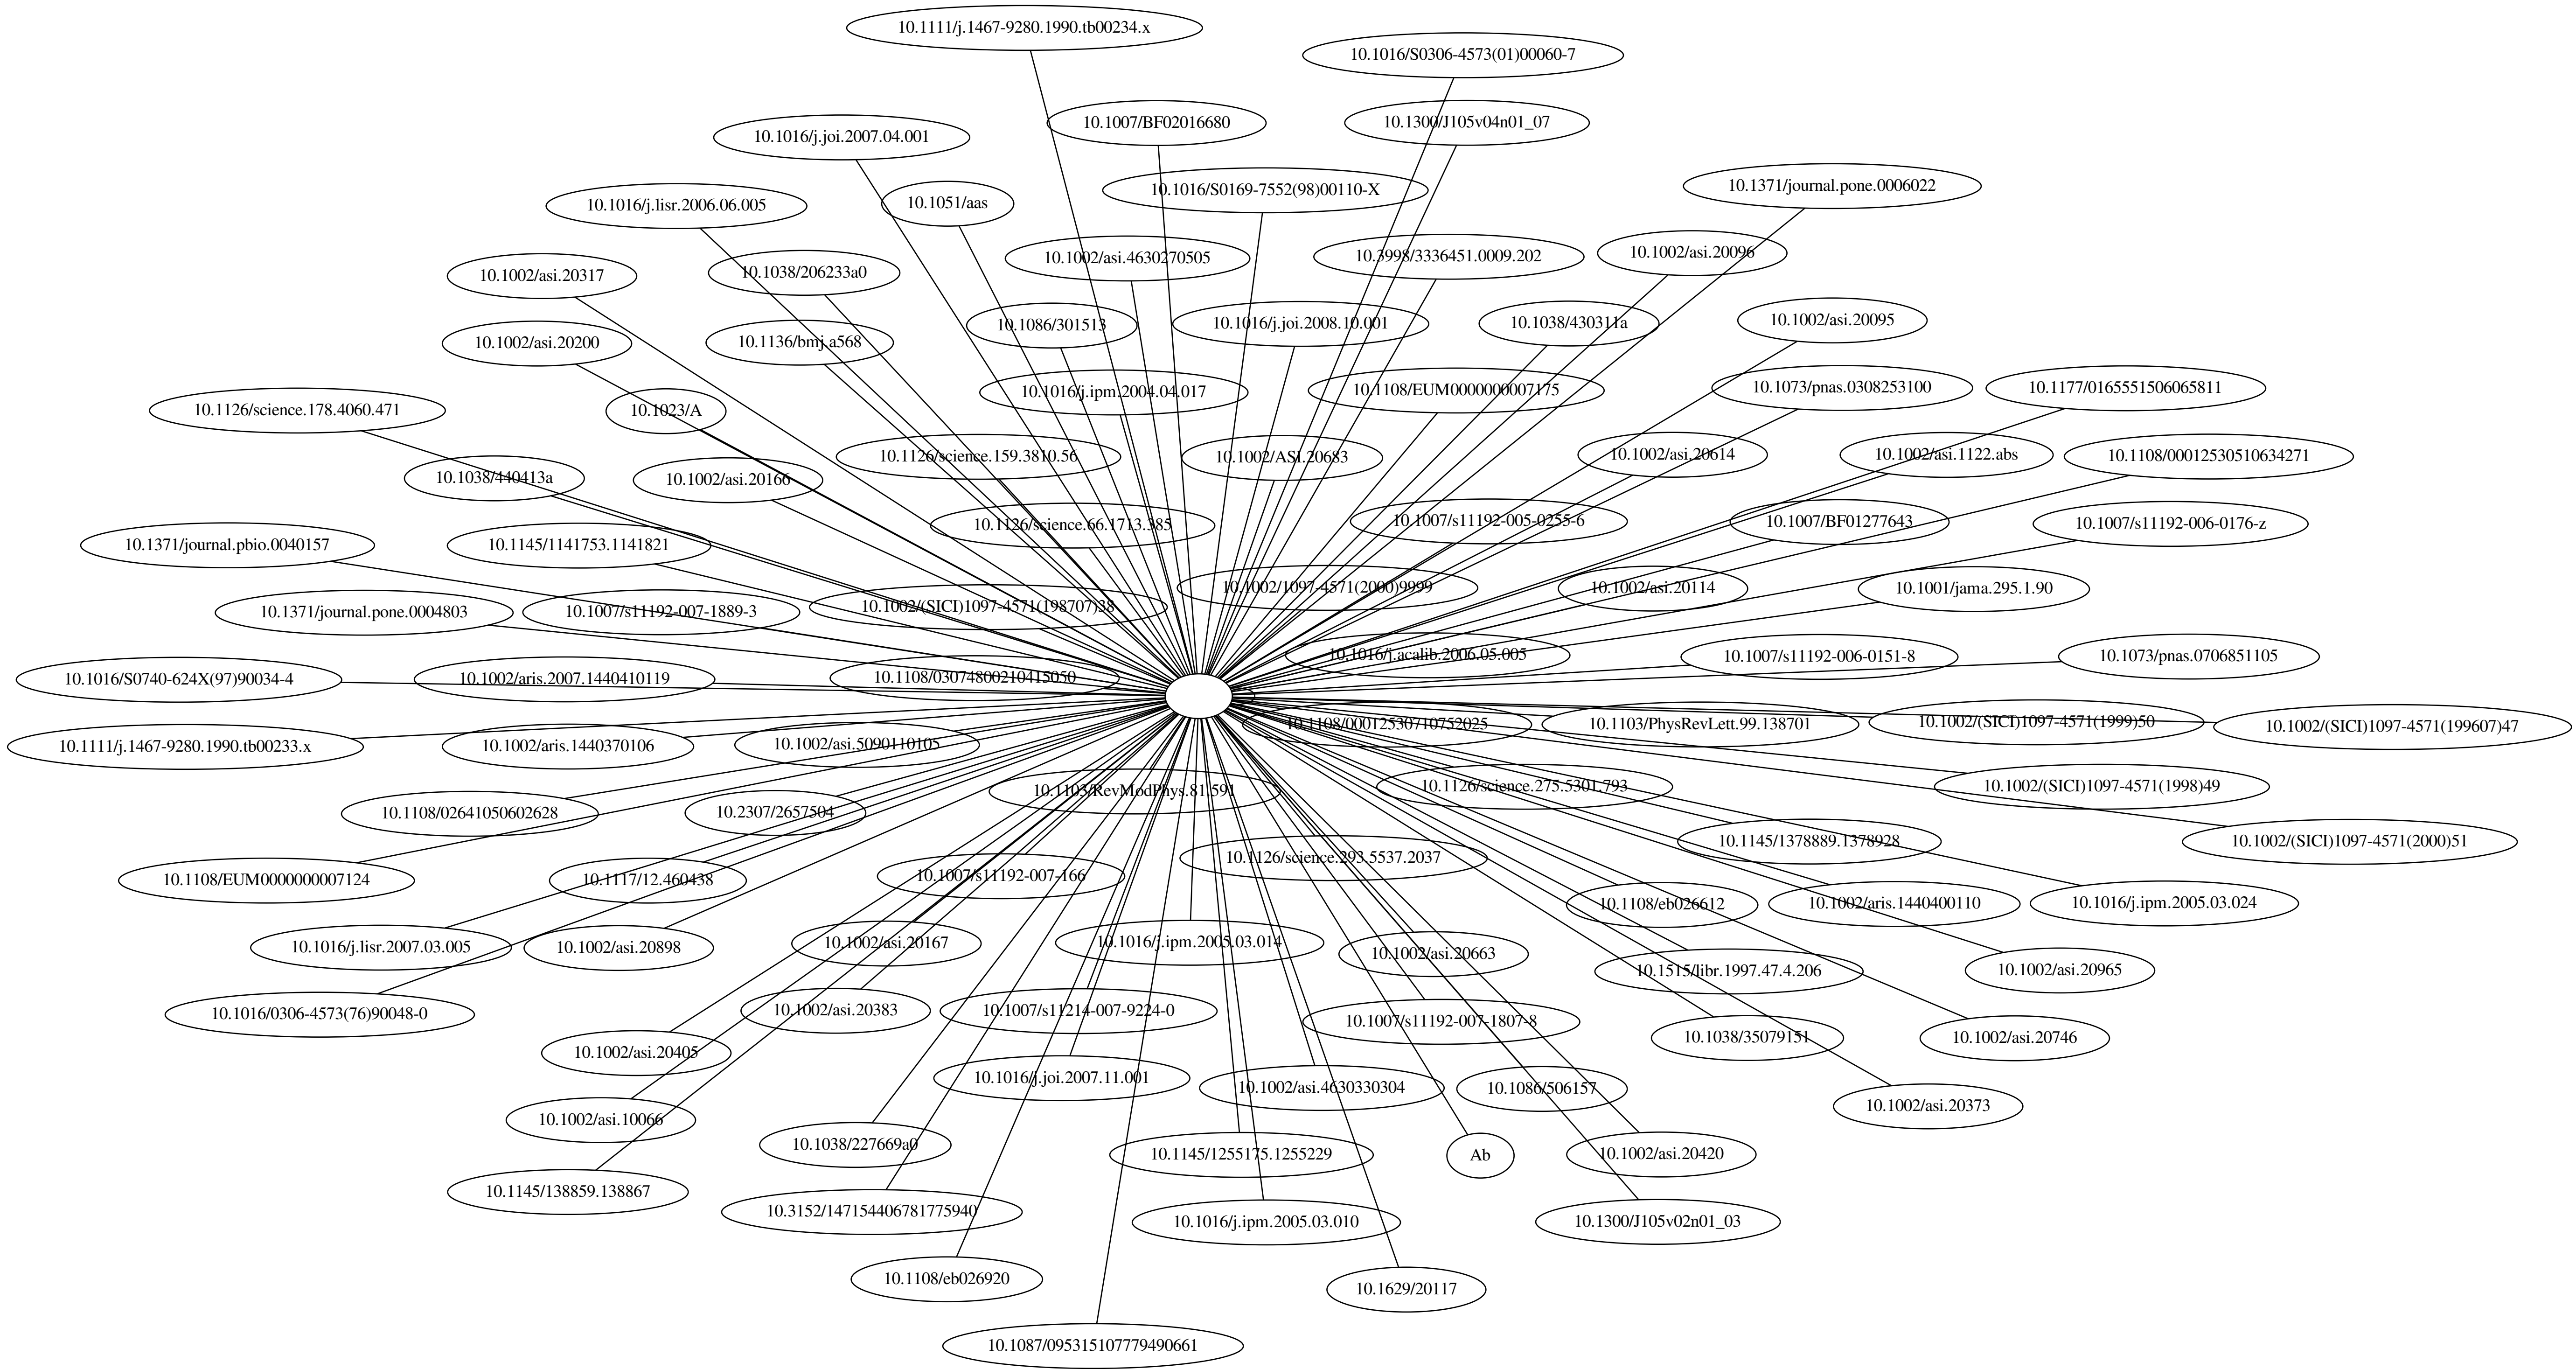 10.1111/j.1467-9280.1990.tb00234.x
10.1016/S0306-4573(01)00060-7
10.1007/BF02016680
10.1300/J105v04n01_07
10.1016/j.joi.2007.04.001
10.1016/S0169-7552(98)00110-X
10.1371/journal.pone.0006022
10.1016/j.lisr.2006.06.005
10.1051/aas
10.1002/asi.4630270505
10.3998/3336451.0009.202
10.1002/asi.20096
10.1002/asi.20317
10.1038/206233a0
10.1086/301513
10.1016/j.joi.2008.10.001
10.1038/430311a
10.1002/asi.20095
10.1002/asi.20200
10.1136/bmj.a568
10.1016/j.ipm.2004.04.017
10.1108/EUM0000000007175
10.1073/pnas.0308253100
10.1177/0165551506065811
10.1126/science.178.4060.471
10.1023/A
10.1126/science.159.3810.56
10.1002/ASI.20683
10.1002/asi.20614
10.1002/asi.1122.abs
10.1108/00012530510634271
10.1038/440413a
10.1002/asi.20166
10.1126/science.66.1713.385
10.1007/s11192-005-0255-6
10.1007/BF01277643
10.1007/s11192-006-0176-z
10.1371/journal.pbio.0040157
10.1145/1141753.1141821
10.1002/1097-4571(2000)9999
10.1002/asi.20114
10.1001/jama.295.1.90
10.1371/journal.pone.0004803
10.1007/s11192-007-1889-3
10.1002/(SICI)1097-4571(198707)38
10.1016/j.acalib.2006.05.005
10.1007/s11192-006-0151-8
10.1073/pnas.0706851105
10.1016/S0740-624X(97)90034-4
10.1002/aris.2007.1440410119
10.1108/03074800210415050
10.1108/00012530710752025
10.1103/PhysRevLett.99.138701
10.1002/(SICI)1097-4571(1999)50
10.1002/(SICI)1097-4571(199607)47
10.1111/j.1467-9280.1990.tb00233.x
10.1002/aris.1440370106
10.1002/asi.5090110105
10.1103/RevModPhys.81.591
10.1126/science.275.5301.793
10.1002/(SICI)1097-4571(1998)49
10.1108/02641050602628
10.2307/2657504
10.1126/science.293.5537.2037
10.1145/1378889.1378928
10.1002/(SICI)1097-4571(2000)51
10.1108/EUM0000000007124
10.1117/12.460438
10.1007/s11192-007-166
10.1108/eb026612
10.1002/aris.1440400110
10.1016/j.ipm.2005.03.024
10.1016/j.lisr.2007.03.005
10.1002/asi.20898
10.1002/asi.20167
10.1016/j.ipm.2005.03.014
10.1002/asi.20663
10.1515/libr.1997.47.4.206
10.1002/asi.20965
10.1016/0306-4573(76)90048-0
10.1002/asi.20383
10.1007/s11214-007-9224-0
10.1007/s11192-007-1807-8
10.1038/35079151
10.1002/asi.20746
10.1002/asi.20405
10.1016/j.joi.2007.11.001
10.1002/asi.4630330304
10.1086/506157
10.1002/asi.20373
10.1002/asi.10066
10.1038/227669a0
10.1145/1255175.1255229
Ab
10.1002/asi.20420
10.1145/138859.138867
10.3152/147154406781775940
10.1016/j.ipm.2005.03.010
10.1300/J105v02n01_03
10.1108/eb026920
10.1629/20117
10.1087/095315107779490661